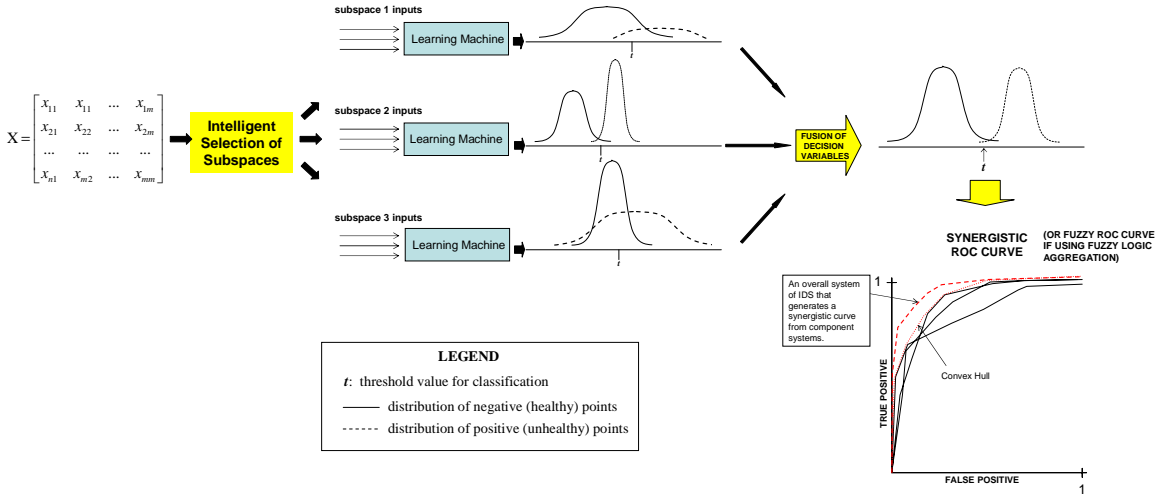 X =
x11 x11 ... x1m
x21 x22 ... x2m
... ... ... ...
xn1 xm2 ... xmm
Intelligent
Selection of
Subspaces
subspace 1 inputs
Learning Machine
t
subspace 2 inputs
Learning Machine
t
subspace 3 inputs
Learning Machine
t
FUSION OF
DECISION
VARIABLES
t
SYNERGISTIC
ROC CURVE
(OR FUZZY ROC CURVE
IF USING FUZZY LOGIC
AGGREGATION)
1
An overall system
of IDS that
generates a
synergistic curve
from component
systems.
Convex Hull
TRUE POSITIVE
FALSE POSITIVE
1
LEGEND
t: threshold value for classification
distribution of negative (healthy) points
distribution of positive (unhealthy) points